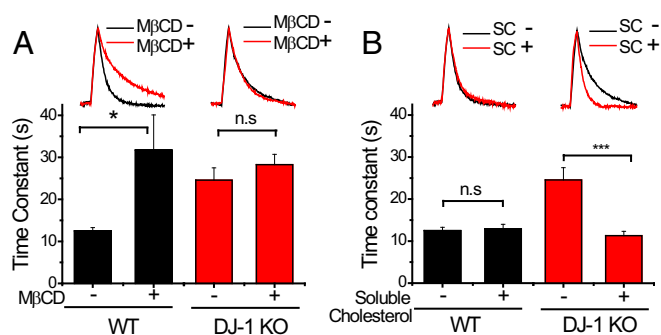 A
MβCD -
MβCD+
MβCD -
MβCD+
Time Constant (s)
40
30
20
10
0
*
n.s
MβCD
- + - +
WT DJ-1 KO
B
SC -
SC +
SC -
SC +
Time constant (s)
40
30
20
10
0
n.s
***
Soluble
Cholesterol
- + - +
WT DJ-1 KO